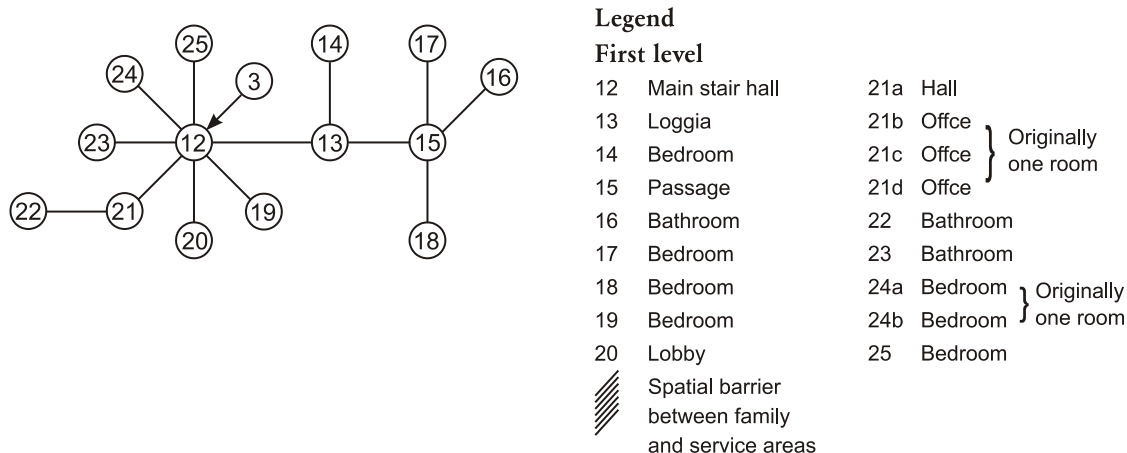 25
14
17
24
3
16
23
12
13
15
22
21
19
20
18
Legend
First level
12 Main stair hall
13 Loggia
14 Bedroom
15 Passage
16 Bathroom
17 Bedroom
18 Bedroom
19 Bedroom
20 Lobby
Spatial barrier
between family
and service areas
21a Hall
21b Offce
21c Offce
21d Offce
Originally
one room
22 Bathroom
23 Bathroom
24a Bedroom
24b Bedroom
Originally
one room
25 Bedroom